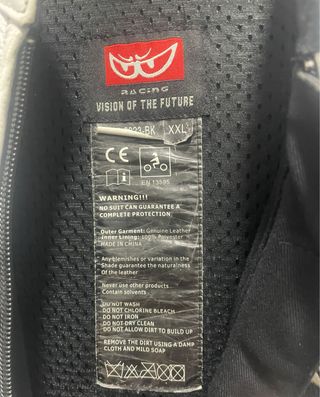 RACING
VISION OF THE FUTURE
XXL
CE
EN 13595
WARNING!!!
NO SUIT CAN GUARANTEE A
COMPLETE PROTECTION
Outer Garment: Genuine Leather
Inner Lining: 100% Polyester
MADE IN CHINA
Any blemishes or variation in the
Shade guarantee the naturalness
Of the leather
Never use other products
Contain solvents
DO NOT WASH
DO NOT CHLORINE BLEACH
DO NOT IRON
DO NOT DRY CLEAN
DO NOT ALLOW DIRT TO BUILD UP
REMOVE THE DIRT USING A DAMP
CLOTH AND MILD SOAP